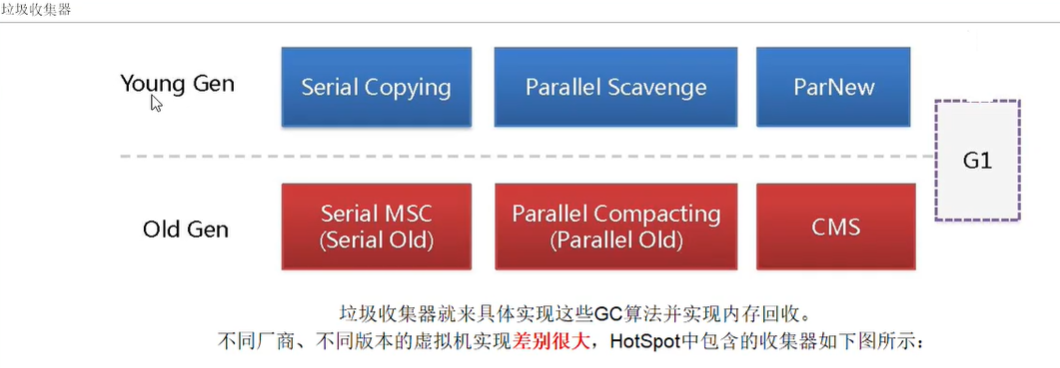 垃圾收集器
Young Gen
Serial Copying
Parallel Scavenge
ParNew
G1
Old Gen
Serial MSC
(Serial Old)
Parallel Compacting
(Parallel Old)
CMS
垃圾收集器就来具体实现这些GC算法并实现内存回收。
不同厂商、不同版本的虚拟机实现差别很大，HotSpot中包含的收集器如下图所示：